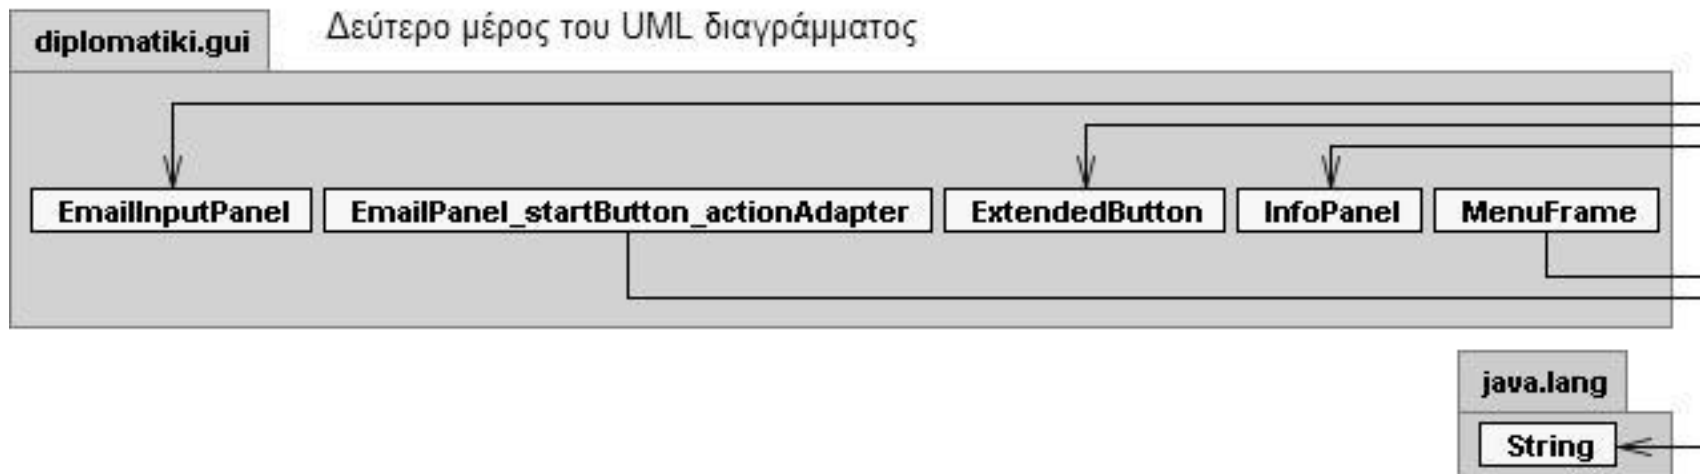 diplomatiki.gui
Δεύτερο μέρος του UML διαγράμματος
EmailInputPanel
EmailPanel_startButton_actionAdapter
ExtendedButton
InfoPanel
MenuFrame
java.lang
String